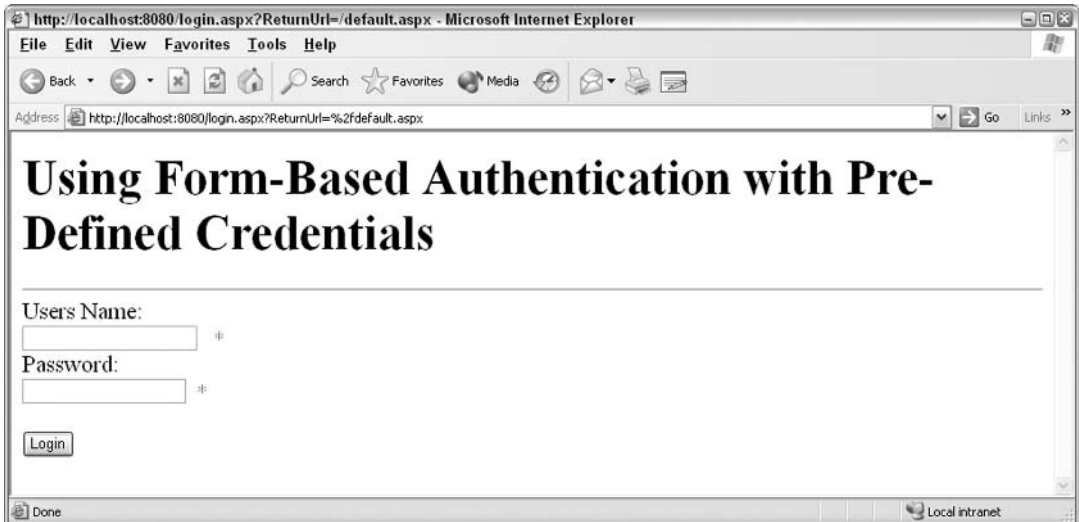 http://localhost:8080/login.aspx?ReturnUrl=/default.aspx - Microsoft Internet Explorer
File Edit View Favorites Tools Help
Back Search Favorites Media
Address http://localhost:8080/login.aspx?ReturnUrl=%2fdefault.aspx Go Links »
Using Form-Based Authentication with Pre-
Defined Credentials
Users Name:
*
Password:
*
Login
Done Local intranet